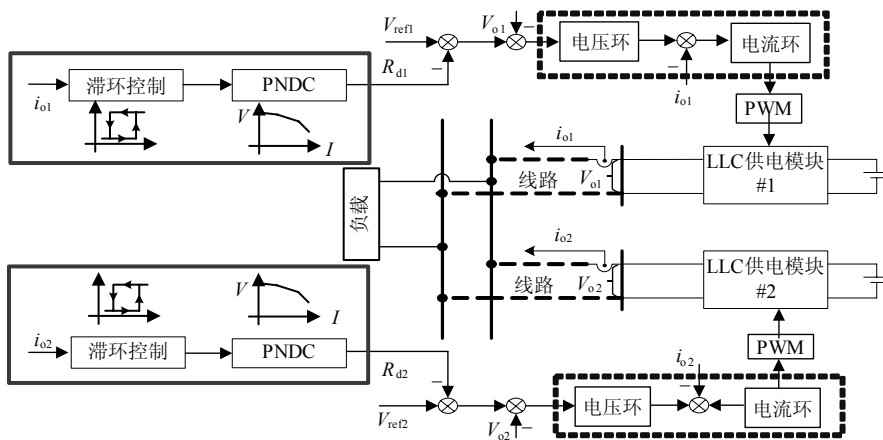 V_ref1
V_o1
−
电压环
电流环
−
R_d1
−
i_o1
i_o1
滞环控制
PNDC
PWM
V
I
i_o1
LLC供电模块
#1
V_o1
线路
负载
i_o2
LLC供电模块
#2
V_o2
线路
V
I
i_o2
滞环控制
PNDC
PWM
R_d2
−
i_o2
−
电压环
电流环
V_ref2
V_o2
−